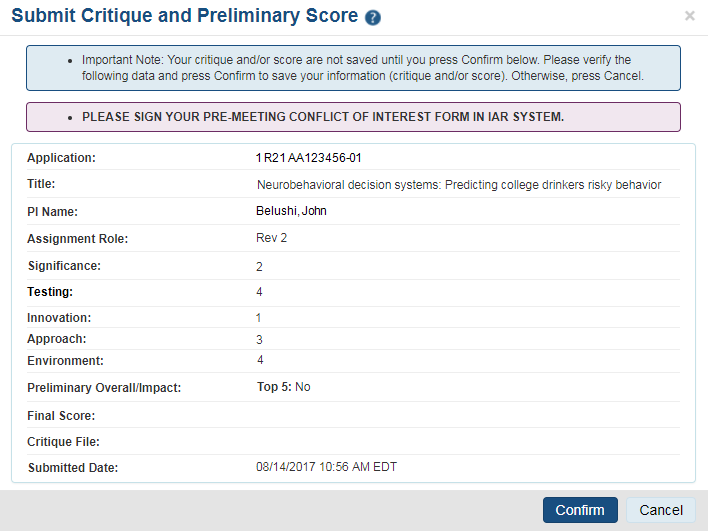 Submit Critique and Preliminary Score ?
×
• Important Note: Your critique and/or score are not saved until you press Confirm below. Please verify the
following data and press Confirm to save your information (critique and/or score). Otherwise, press Cancel.
• PLEASE SIGN YOUR PRE-MEETING CONFLICT OF INTEREST FORM IN IAR SYSTEM.
Application: 1 R21 AA123456-01
Title: Neurobehavioral decision systems: Predicting college drinkers risky behavior
PI Name: Belushi, John
Assignment Role: Rev 2
Significance: 2
Testing: 4
Innovation: 1
Approach: 3
Environment: 4
Preliminary Overall/Impact: Top 5: No
Final Score:
Critique File:
Submitted Date: 08/14/2017 10:56 AM EDT
Confirm Cancel